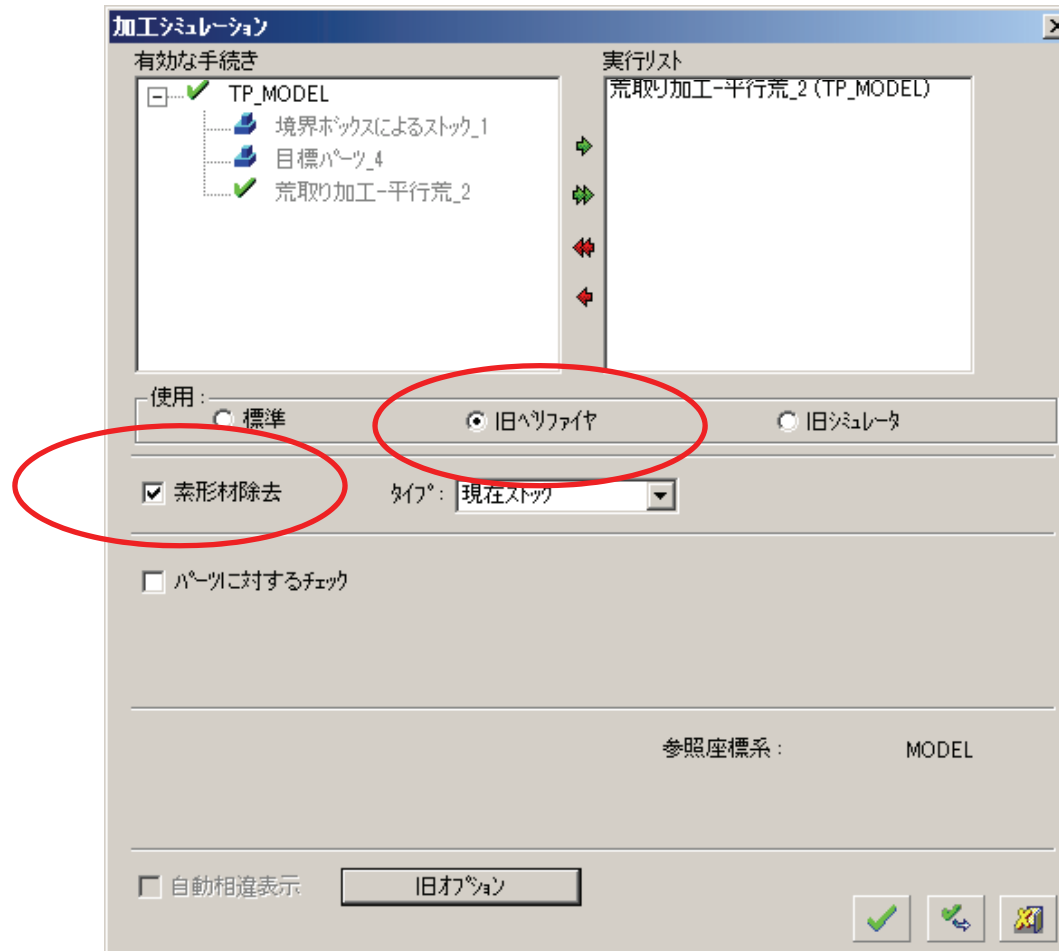 加工ｼﾐｭﾚｰｼｮﾝ
有効な手続き
実行ﾘｽﾄ
TP_MODEL
境界ﾎﾞｯｸｽによるｽﾄｯｸ_1
目標ﾊﾟｰﾂ_4
荒取り加工-平行荒_2
荒取り加工-平行荒_2 (TP_MODEL)
使用：
標準
旧ﾍﾞﾘﾌｧｲﾔ
旧ｼﾐｭﾚｰﾀ
素形材除去
ﾀｲﾌﾟ：
現在ｽﾄｯｸ
ﾊﾟｰﾂに対するﾁｪｯｸ
参照座標系：
MODEL
自動相違表示
旧ｵﾌﾟｼｮﾝ